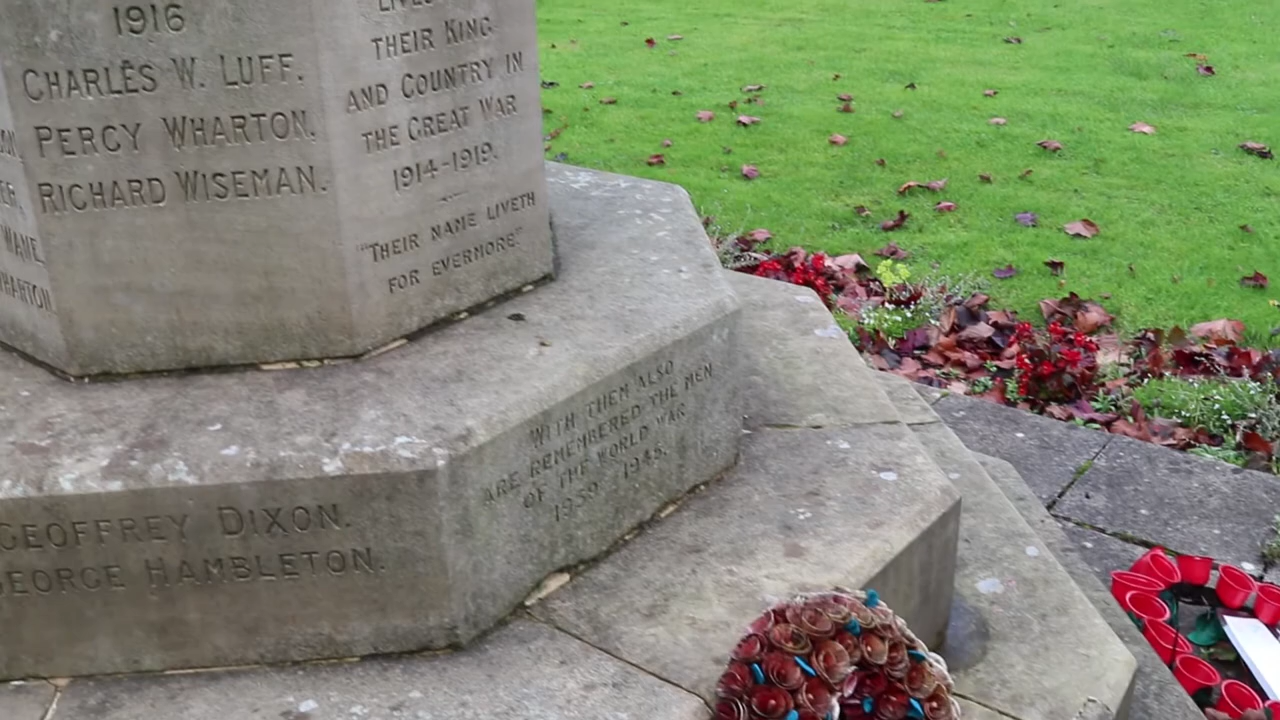 1916
CHARLES W. LUFF.
PERCY WHARTON.
RICHARD WISEMAN.
THEIR KING
AND COUNTRY IN
THE GREAT WAR
1914-1919.
"THEIR NAME LIVETH
FOR EVERMORE"
WITH THEM ALSO
ARE REMEMBERED THE MEN
OF THE WORLD WAR
1939 1945.
GEOFFREY DIXON.
GEORGE HAMBLETON.